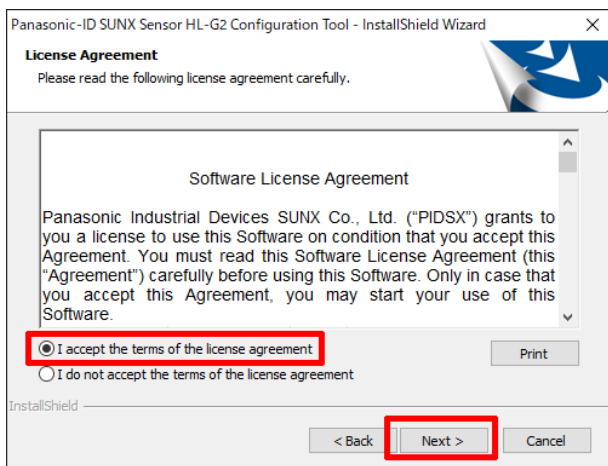 Panasonic-ID SUNX Sensor HL-G2 Configuration Tool - InstallShield Wizard
License Agreement
Please read the following license agreement carefully.
Software License Agreement
Panasonic Industrial Devices SUNX Co., Ltd. (“PIDSX”) grants to
you a license to use this Software on condition that you accept this
Agreement. You must read this Software License Agreement (this
“Agreement”) carefully before using this Software. Only in case that
you accept this Agreement, you may start your use of this
Software.
I accept the terms of the license agreement
Print
I do not accept the terms of the license agreement
InstallShield
< Back
Next >
Cancel